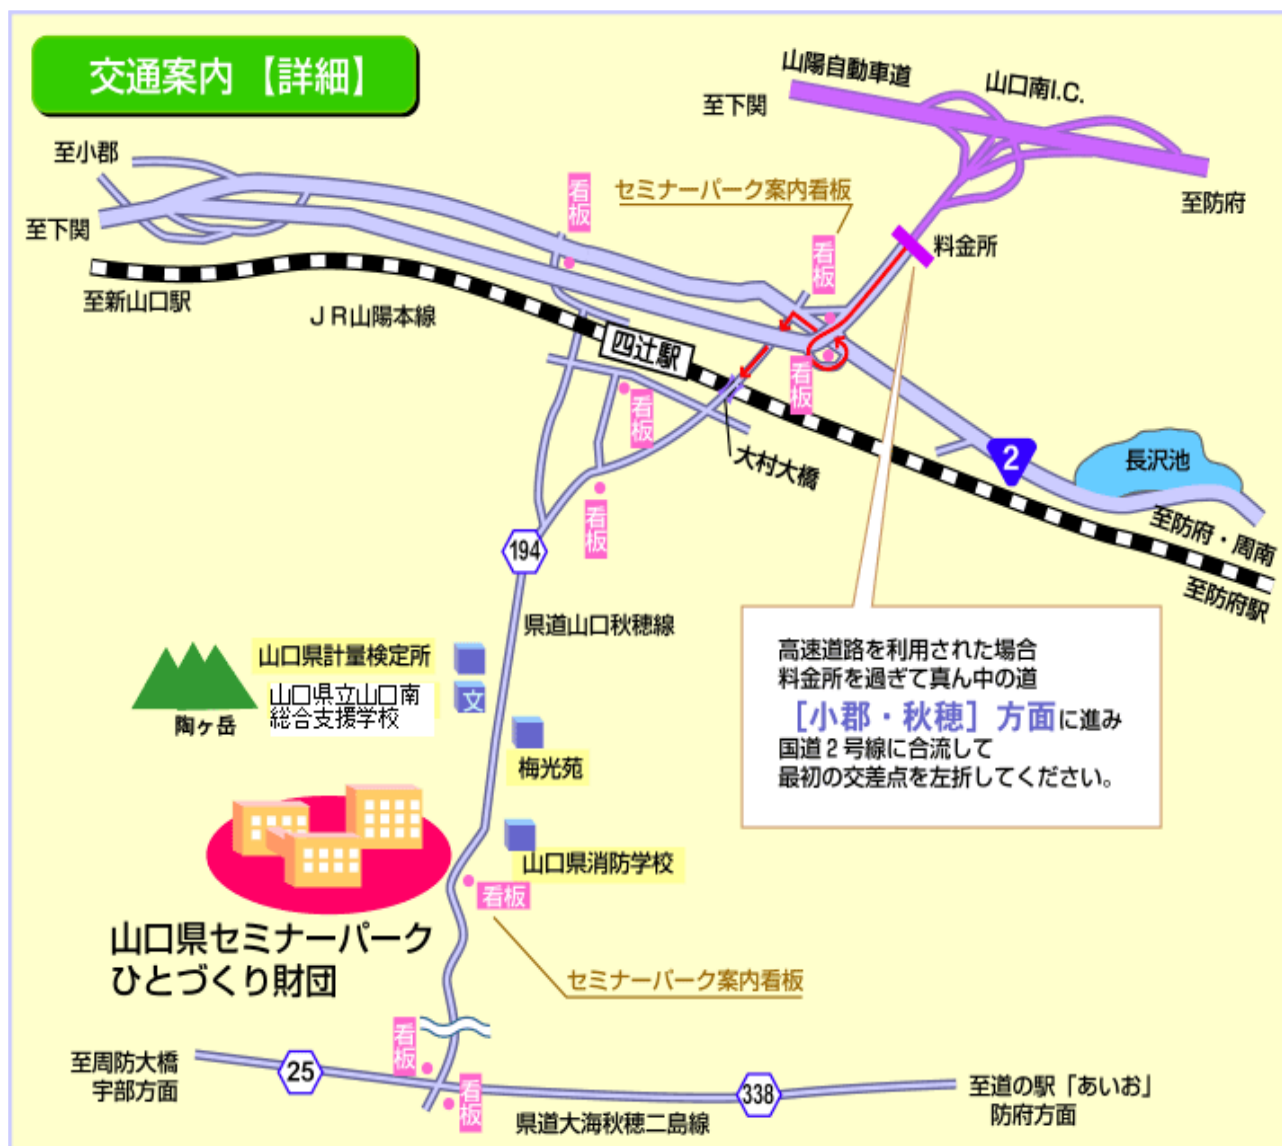 交通案内【詳細】
山陽自動車道
山口南I.C.
至下関
至小郡
至防府
看板
セミナーパーク案内看板
看板
料金所
至下関
至新山口駅
ＪＲ山陽本線
四辻駅
看板
看板
大村大橋
2
長沢池
至防府・周南
至防府駅
看板
194
県道山口秋穂線
山口県計量検定所
山口県立山口南
総合支援学校
文
陶ヶ岳
梅光苑
高速道路を利用された場合
料金所を過ぎて真ん中の道
［小郡・秋穂］方面に進み
国道２号線に合流して
最初の交差点を左折してください。
山口県消防学校
看板
山口県セミナーパーク
ひとづくり財団
セミナーパーク案内看板
看板
至周防大橋
宇部方面
25
看板
338
至道の駅「あいお」
防府方面
県道大海秋穂二島線